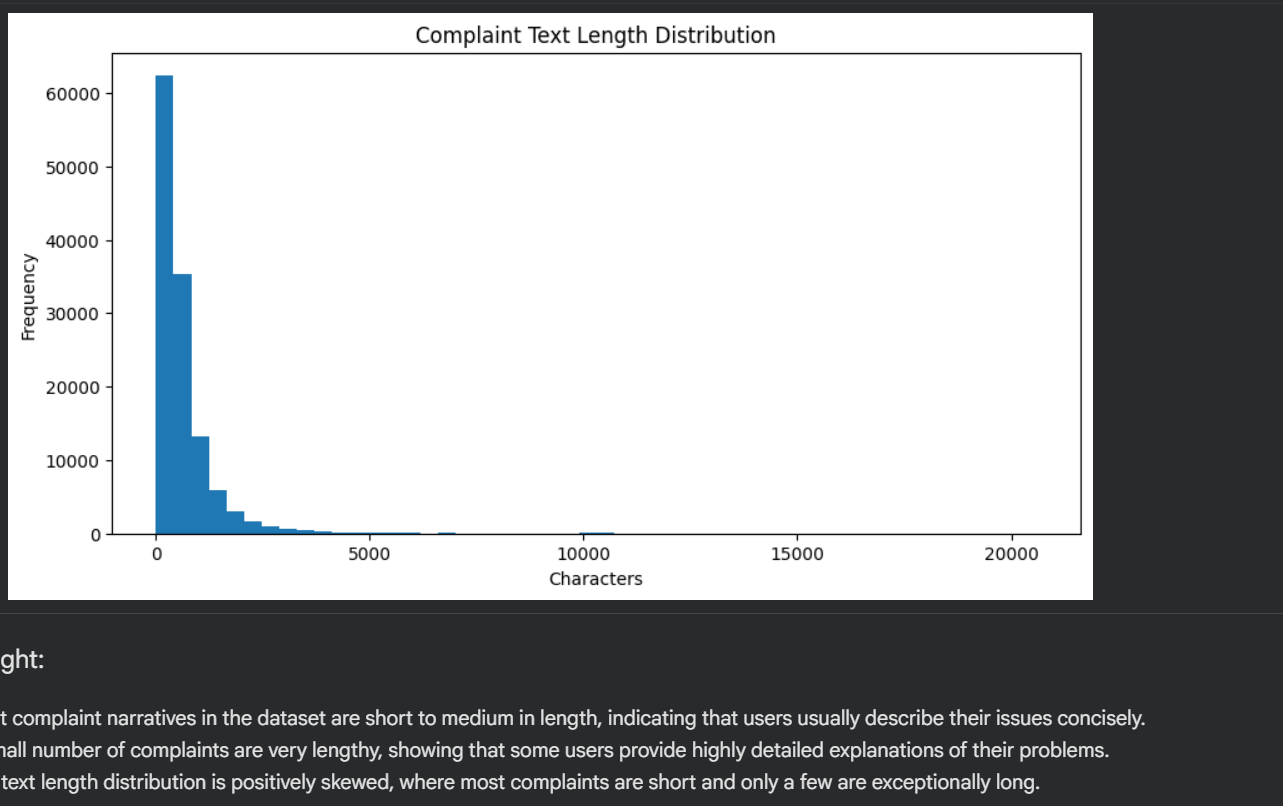 Complaint Text Length Distribution
60000
50000
40000
30000
20000
10000
0
Frequency
0 5000 10000 15000 20000
Characters
ght:
t complaint narratives in the dataset are short to medium in length, indicating that users usually describe their issues concisely.
nall number of complaints are very lengthy, showing that some users provide highly detailed explanations of their problems.
text length distribution is positively skewed, where most complaints are short and only a few are exceptionally long.